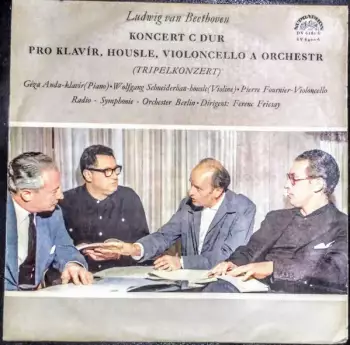 Ludwig van Beethoven
SUPRAPHON
KONCERT C DUR
PRO KLAVÍR, HOUSLE, VIOLONCELLO A ORCHESTR
(TRIPELKONZERT)
Géza Anda-klavír (Piano) • Wolfgang Schneiderhan-housle (Violine) • Pierre Fournier-Violoncello
Radio - Symphonie - Orchester Berlin • Dirigent: Ferenc Fricsay